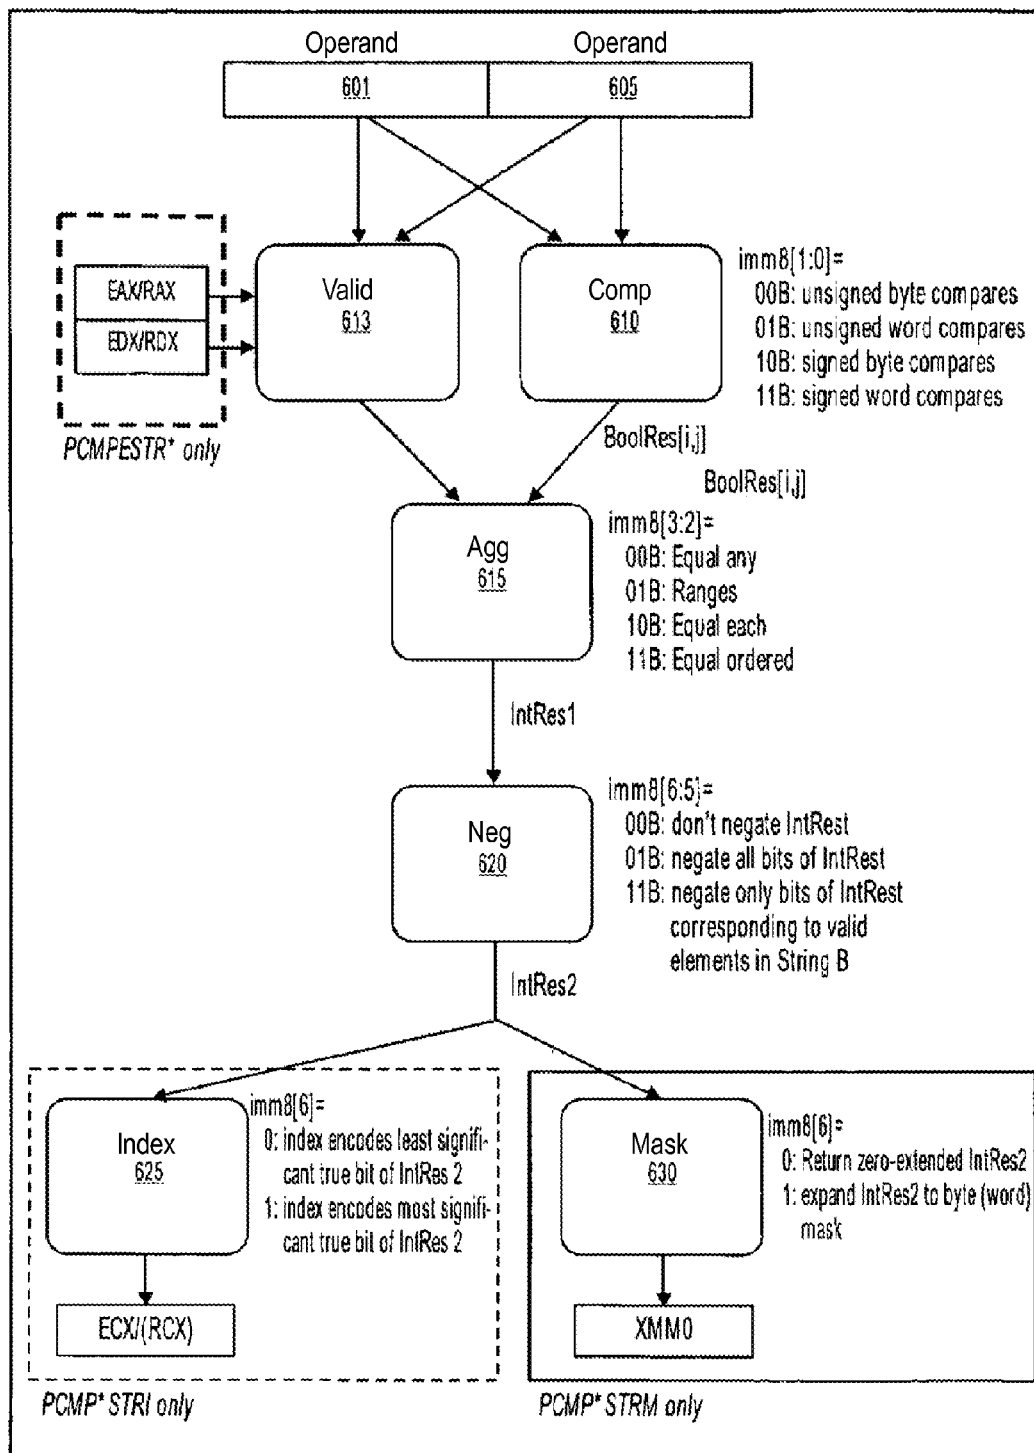 Operand Operand
601 605
EAX/RAX
EDX/RDX
PCMPESTR* only
Valid
613
Comp
610
imm8[1:0]=
00B: unsigned byte compares
01B: unsigned word compares
10B: signed byte compares
11B: signed word compares
BoolRes[i,j]
BoolRes[i,j]
Agg
615
imm8[3:2]=
00B: Equal any
01B: Ranges
10B: Equal each
11B: Equal ordered
IntRes1
Neg
620
imm8[6:5]=
00B: don't negate IntRest
01B: negate all bits of IntRest
11B: negate only bits of IntRest
corresponding to valid
elements in String B
IntRes2
Index
625
imm8[6]=
0: index encodes least signifi-
cant true bit of IntRes 2
1: index encodes most signifi-
cant true bit of IntRes 2
ECX/(RCX)
PCMP* STRI only
Mask
630
imm8[6]=
0: Return zero-extended IntRes2
1: expand IntRes2 to byte (word)
mask
XMM0
PCMP* STRM only